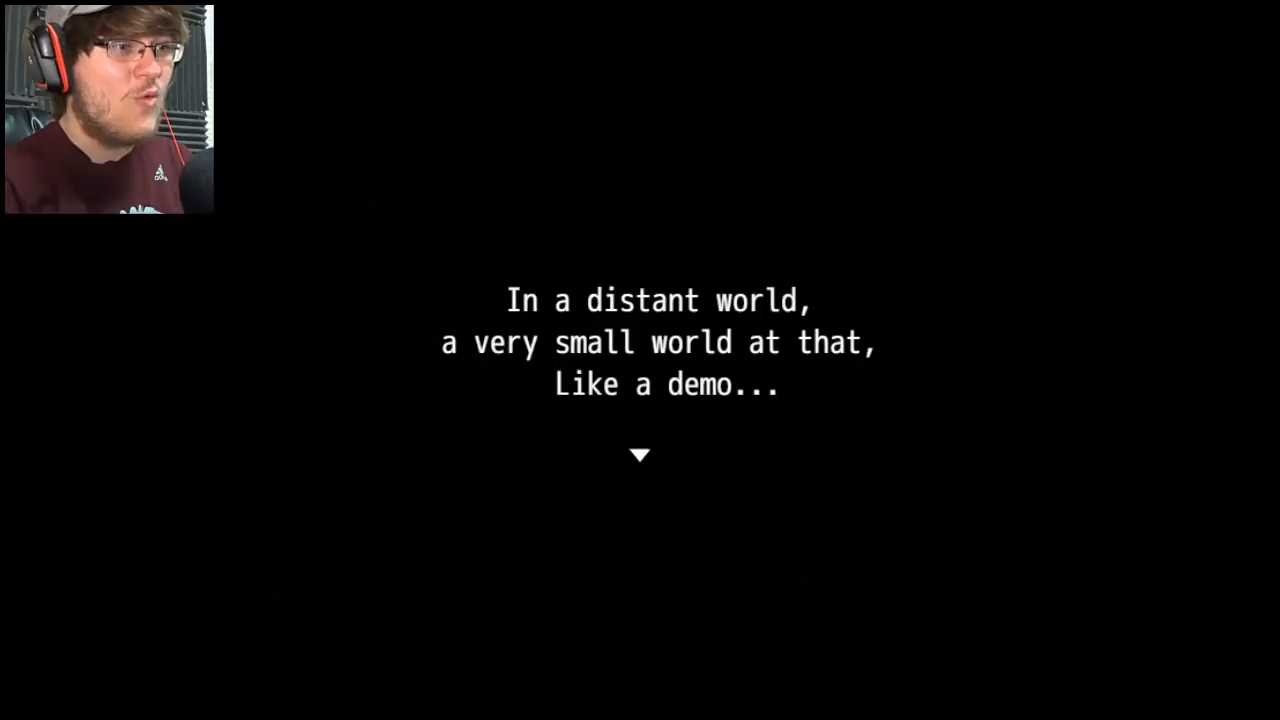 In a distant world,
a very small world at that,
Like a demo...